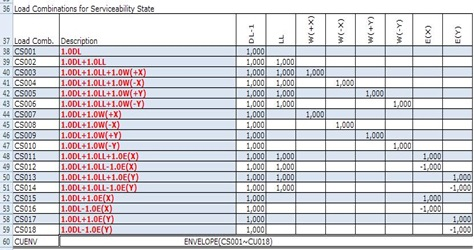 36 Load Combinations for Serviceability State
37 Load Comb. Description DL-1 LL W(+X) W(-X) W(+Y) W(-Y) E(X) E(Y)
38 CS001 1.0DL 1,000
39 CS002 1.0DL+1.0LL 1,000 1,000
40 CS003 1.0DL+1.0LL+1.0W(+X) 1,000 1,000 1,000
41 CS004 1.0DL+1.0LL+1.0W(-X) 1,000 1,000 1,000
42 CS005 1.0DL+1.0LL+1.0W(+Y) 1,000 1,000 1,000
43 CS006 1.0DL+1.0LL+1.0W(-Y) 1,000 1,000 1,000
44 CS007 1.0DL+1.0W(+X) 1,000 1,000
45 CS008 1.0DL+1.0W(-X) 1,000 1,000
46 CS009 1.0DL+1.0W(+Y) 1,000 1,000
47 CS010 1.0DL+1.0W(-Y) 1,000 1,000
48 CS011 1.0DL+1.0LL+1.0E(X) 1,000 1,000 1,000
49 CS012 1.0DL+1.0LL-1.0E(X) 1,000 1,000 -1,000
50 CS013 1.0DL+1.0LL+1.0E(Y) 1,000 1,000 1,000
51 CS014 1.0DL+1.0LL-1.0E(Y) 1,000 1,000 -1,000
52 CS015 1.0DL+1.0E(X) 1,000 1,000
53 CS016 1.0DL-1.0E(X) 1,000 -1,000
58 CS017 1.0DL+1.0E(Y) 1,000 1,000
59 CS018 1.0DL-1.0E(Y) 1,000 -1,000
60 CUENV ENVELOPE(CS001~CU018)